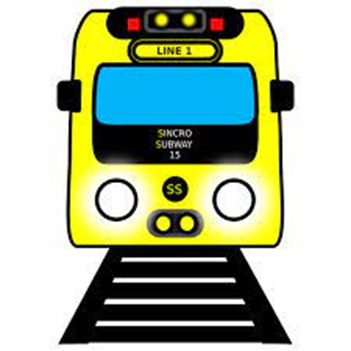 LINE 1
SINCRO
SUBWAY
15
SS